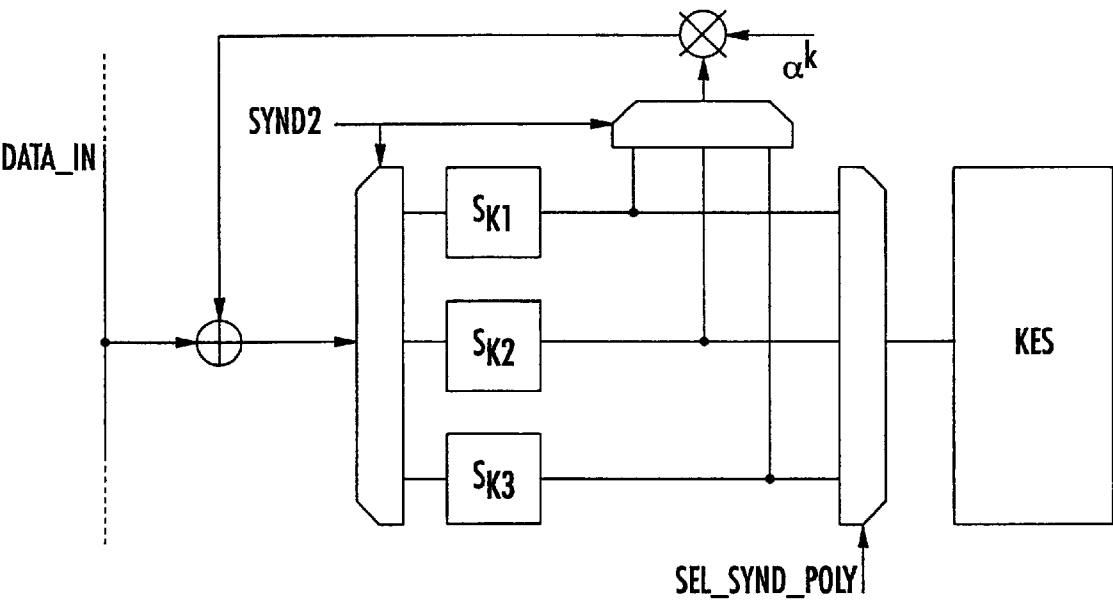 α^k
SYND2
DATA_IN
S_K1
S_K2
KES
S_K3
SEL_SYND_POLY